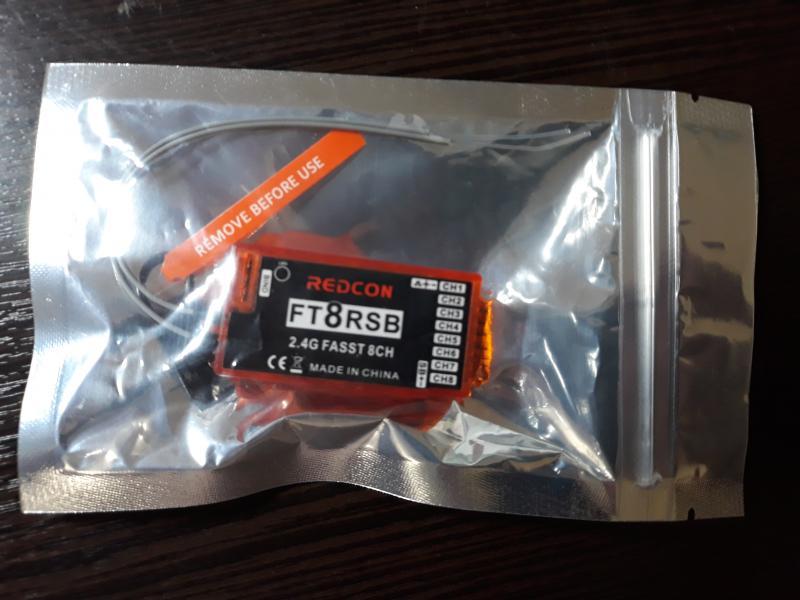 REMOVE BEFORE USE
REDCON
FT8RSB
2.4G FASST 8CH
CE MADE IN CHINA
A+-
CH1
CH2
CH3
CH4
CH5
CH6
CH7
CH8